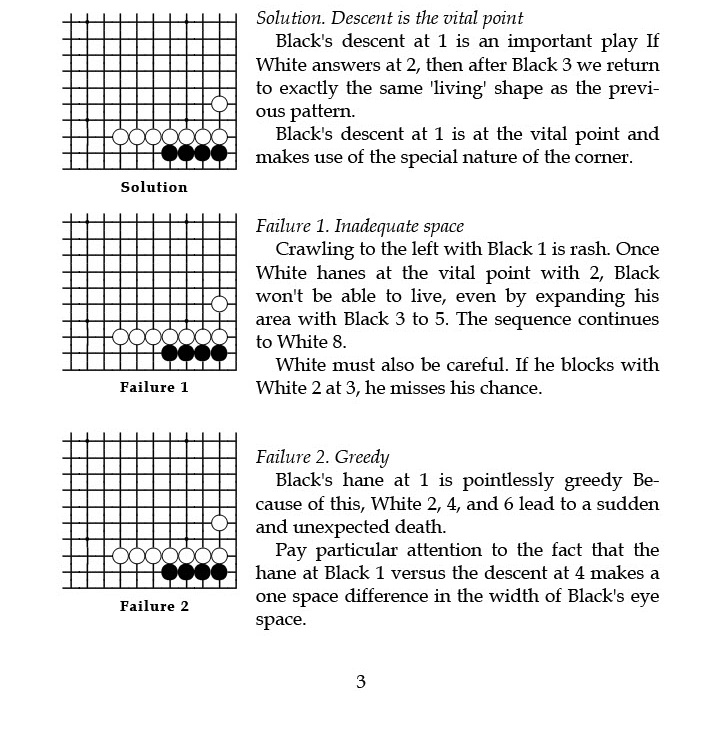 Solution. Descent is the vital point
Black's descent at 1 is an important play If
White answers at 2, then after Black 3 we return
to exactly the same 'living' shape as the previ-
ous pattern.
Black's descent at 1 is at the vital point and
makes use of the special nature of the corner.
Solution
Failure 1. Inadequate space
Crawling to the left with Black 1 is rash. Once
White hanes at the vital point with 2, Black
won't be able to live, even by expanding his
area with Black 3 to 5. The sequence continues
to White 8.
White must also be careful. If he blocks with
White 2 at 3, he misses his chance.
Failure 1
Failure 2. Greedy
Black's hane at 1 is pointlessly greedy Be-
cause of this, White 2, 4, and 6 lead to a sudden
and unexpected death.
Pay particular attention to the fact that the
hane at Black 1 versus the descent at 4 makes a
one space difference in the width of Black's eye
space.
Failure 2
3